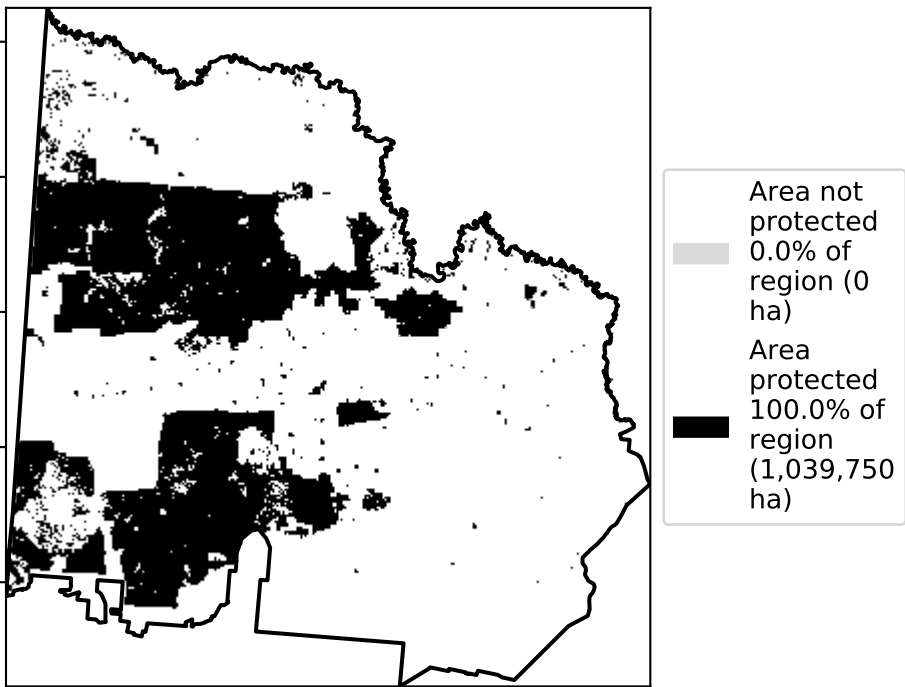 Area not
protected
0.0% of
region (0
ha)
Area
protected
100.0% of
region
(1,039,750
ha)